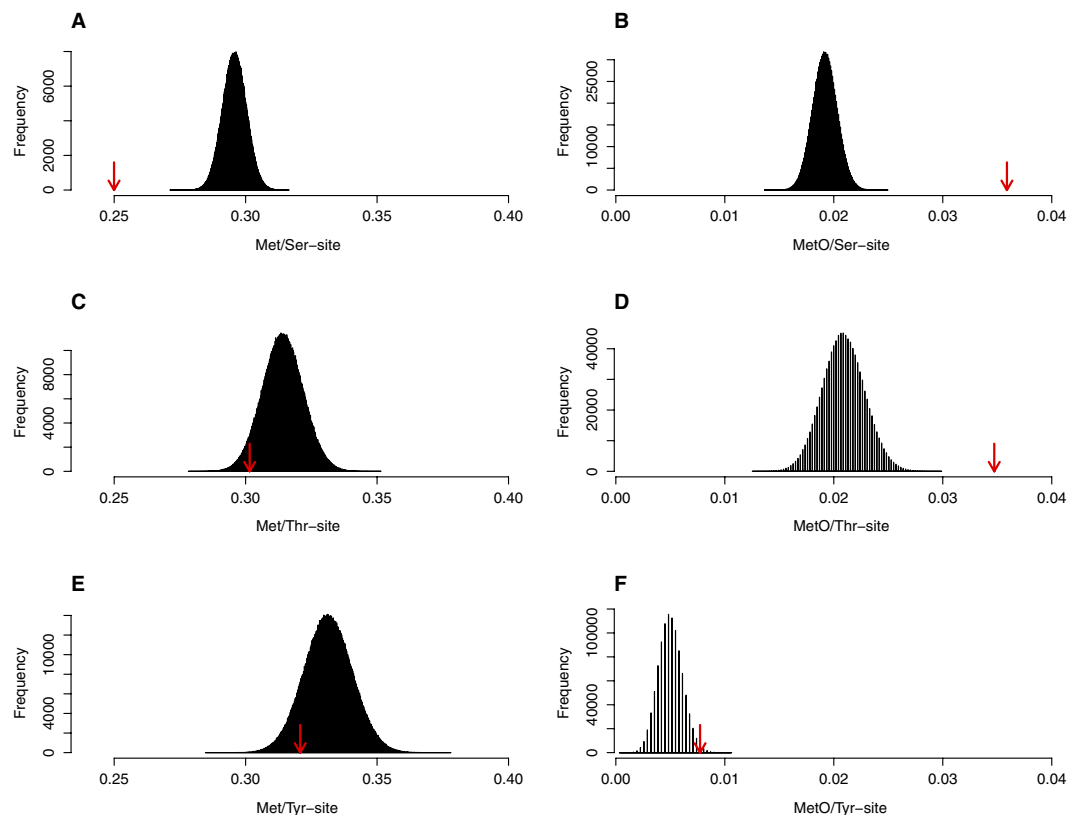 A
Frequency
0 2000 6000
0.25 0.30 0.35 0.40
Met/Ser−site
B
Frequency
0 10000 25000
0.00 0.01 0.02 0.03 0.04
MetO/Ser−site
C
Frequency
0 4000 8000
0.25 0.30 0.35 0.40
Met/Thr−site
D
Frequency
0 20000 40000
0.00 0.01 0.02 0.03 0.04
MetO/Thr−site
E
Frequency
0 4000 10000
0.25 0.30 0.35 0.40
Met/Tyr−site
F
Frequency
0 40000 100000
0.00 0.01 0.02 0.03 0.04
MetO/Tyr−site